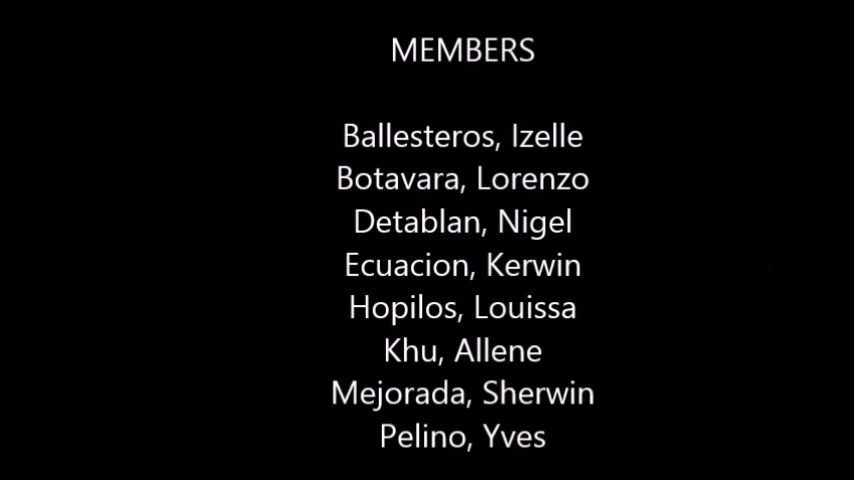 MEMBERS
Ballesteros, Izelle
Botavara, Lorenzo
Detablan, Nigel
Ecuacion, Kerwin
Hopilos, Louissa
Khu, Allene
Mejorada, Sherwin
Pelino, Yves